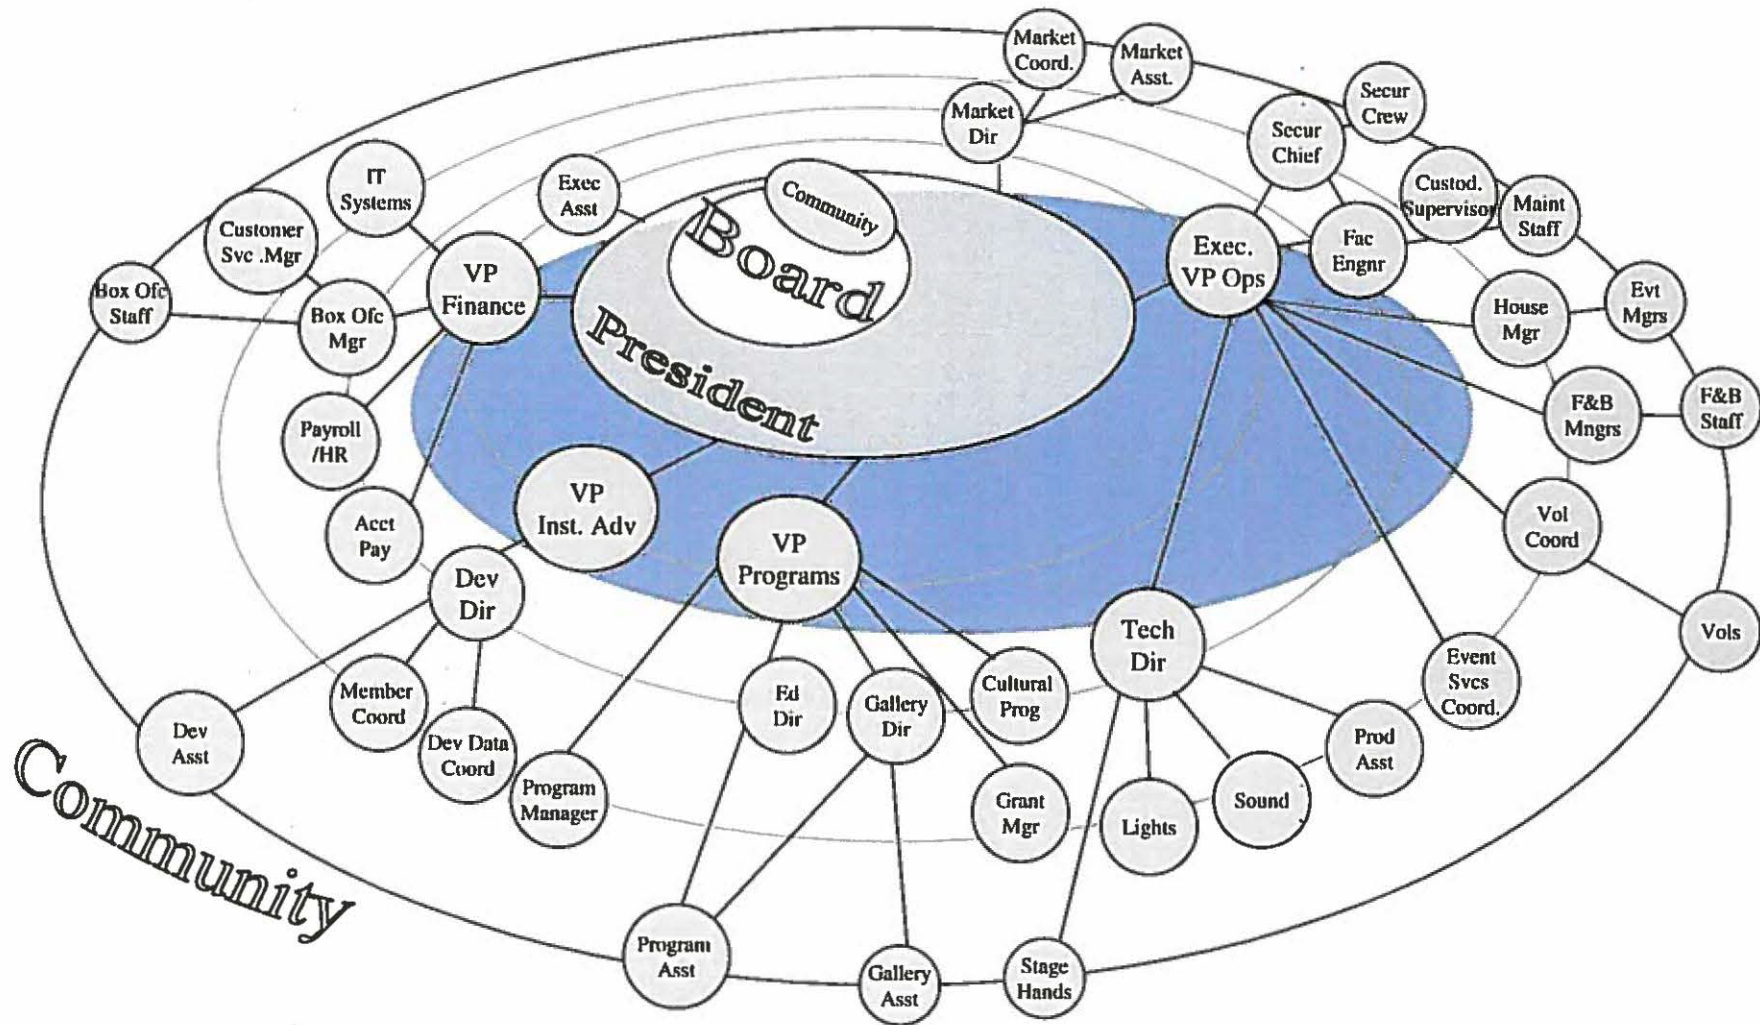 Market
Coord.
Market
Asst.
Market
Dir
Secur
Crew
Secur
Chief
IT
Systems
Exec
Asst
Community
Custod.
Supervisor
Maint
Staff
Customer
Svc .Mgr
Board
Exec.
VP Ops
Fac
Engnr
Box Ofc
Staff
Box Ofc
Mgr
VP
Finance
President
House
Mgr
Evt
Mgrs
Payroll
/HR
F&B
Mngrs
F&B
Staff
Acct
Pay
VP
Inst. Adv
VP
Programs
Vol
Coord
Dev
Dir
Tech
Dir
Vols
Member
Coord
Ed
Dir
Gallery
Dir
Cultural
Prog
Event
Svcs
Coord.
Dev
Asst
Dev Data
Coord
Program
Manager
Grant
Mgr
Lights
Sound
Prod
Asst
Community
Program
Asst
Gallery
Asst
Stage
Hands